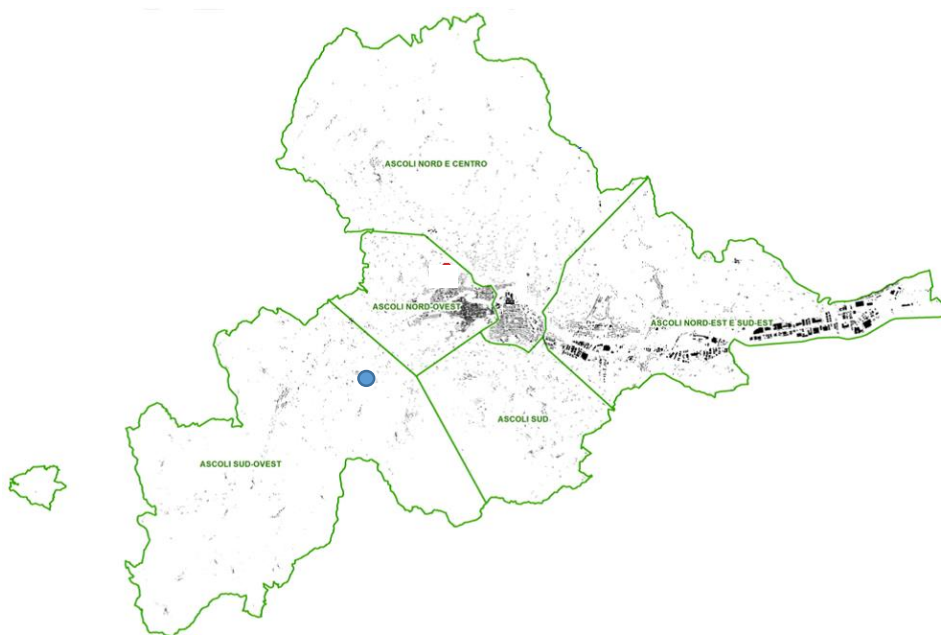 ASCOLI NORD E CENTRO
ASCOLI NORD-OVEST
ASCOLI NORD-EST E SUD-EST
ASCOLI SUD
ASCOLI SUD-OVEST